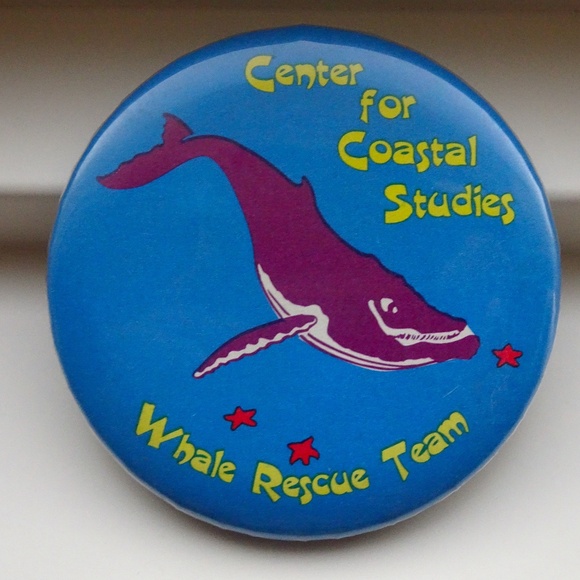 Center
for
Coastal
Studies
Whale Rescue Team